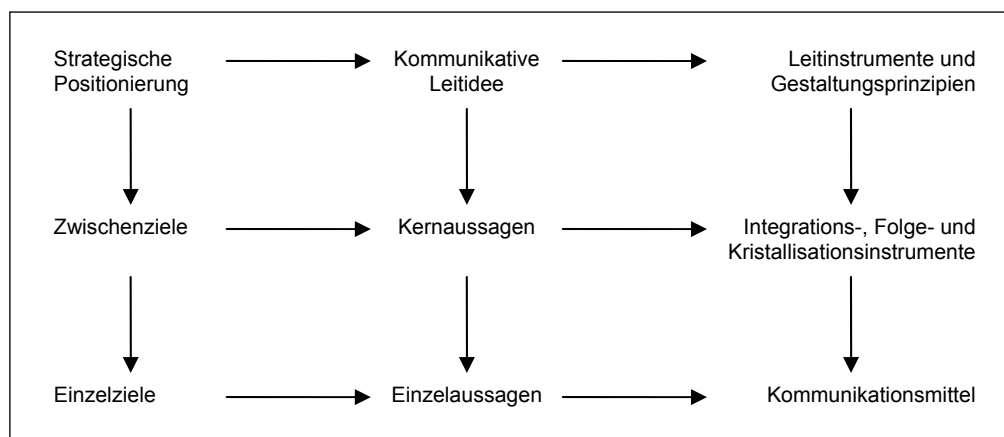 Strategische
Positionierung
Kommunikative
Leitidee
Leitinstrumente und
Gestaltungsprinzipien
Zwischenziele
Kernaussagen
Integrations-, Folge- und
Kristallisationsinstrumente
Einzelziele
Einzelaussagen
Kommunikationsmittel